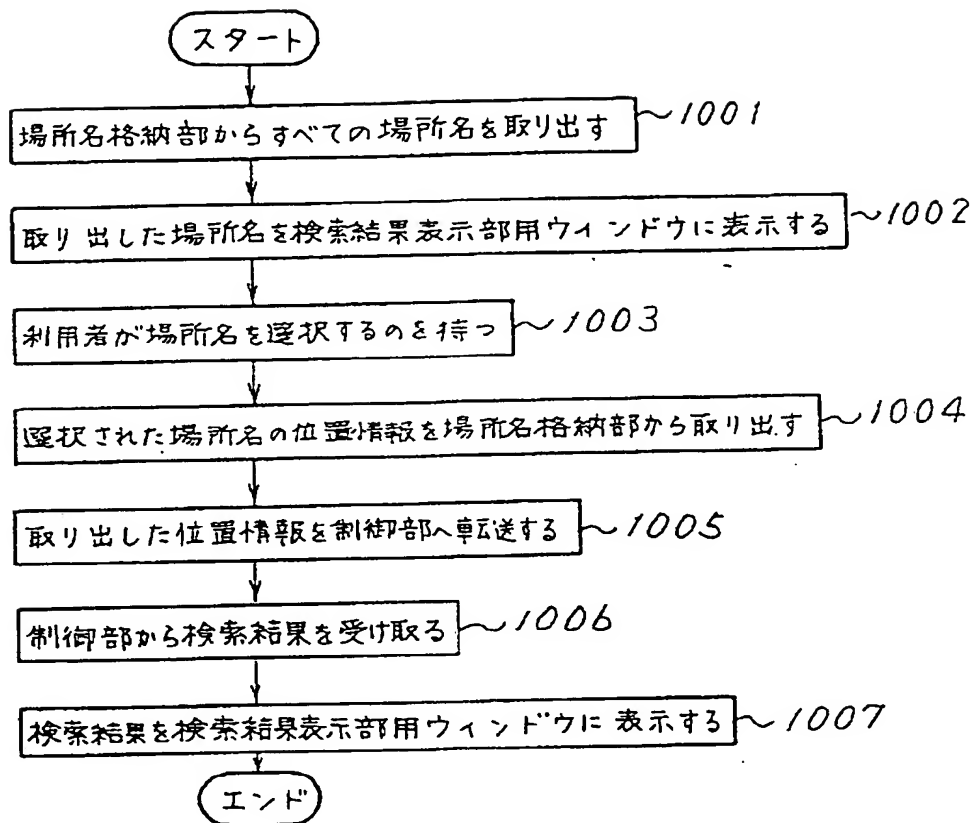 スタート
場所名格納部からすべての場所名を取り出す 1001
取り出した場所名を検索結果表示部用ウィンドウに表示する 1002
利用者が場所名を選択するのを持つ 1003
選択された場所名の位置情報を場所名格納部から取り出す 1004
取り出した位置情報を制御部へ転送する 1005
制御部から検索結果を受け取る 1006
検索結果を検索結果表示部用ウィンドウに表示する 1007
エンド